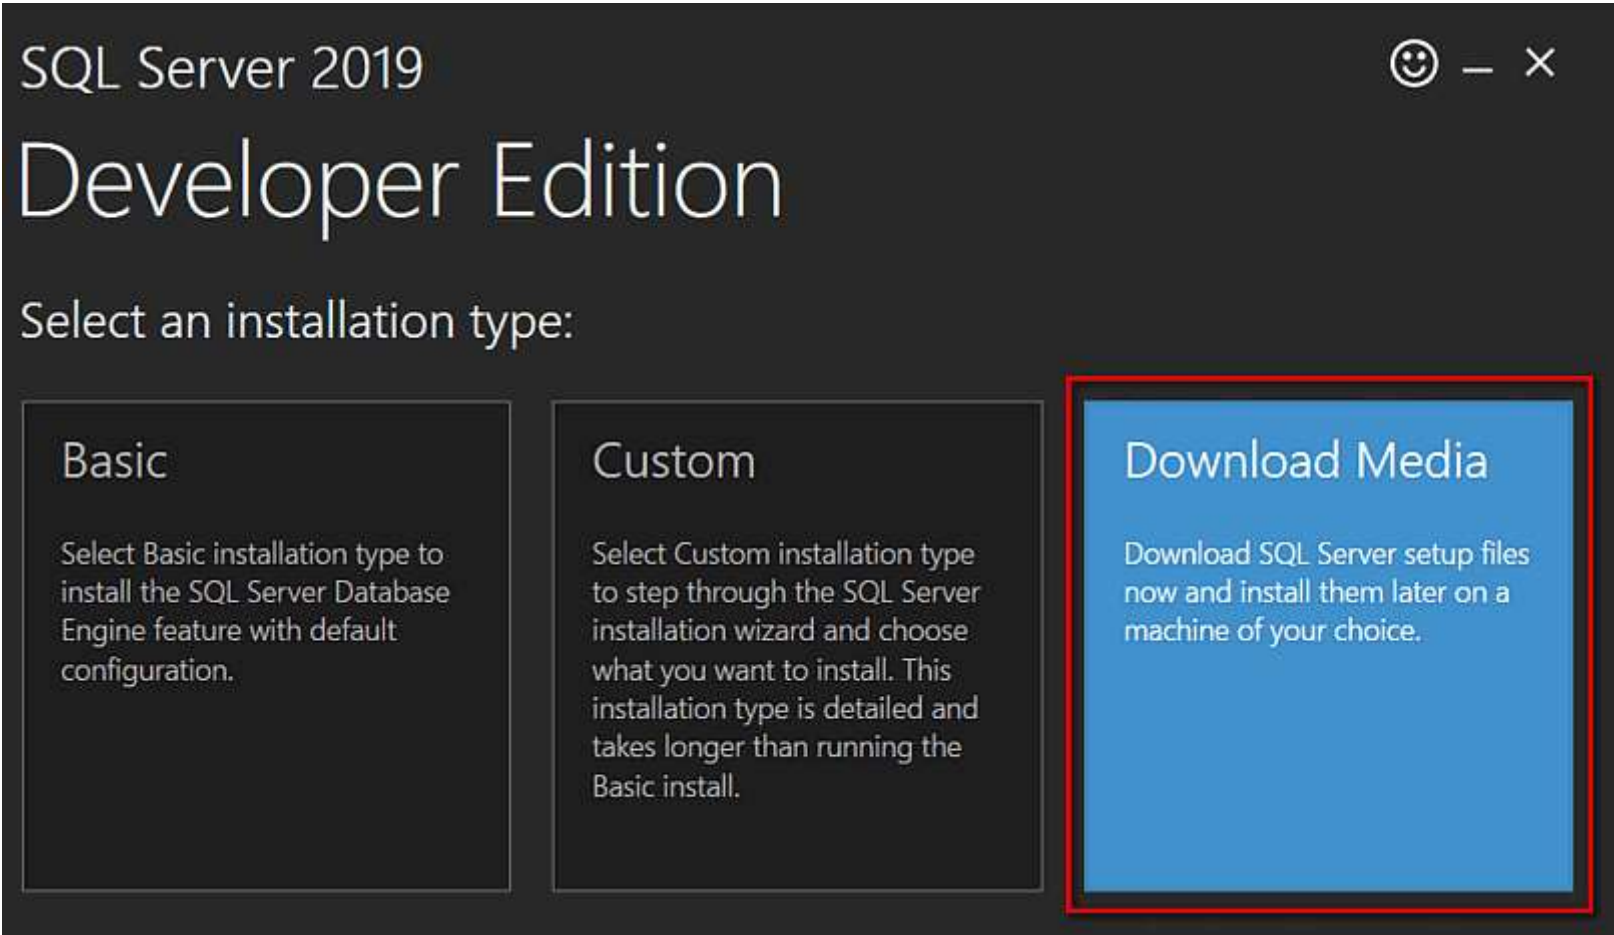 SQL Server 2019
Developer Edition
Select an installation type:
Basic
Select Basic installation type to
install the SQL Server Database
Engine feature with default
configuration.
Custom
Select Custom installation type
to step through the SQL Server
installation wizard and choose
what you want to install. This
installation type is detailed and
takes longer than running the
Basic install.
Download Media
Download SQL Server setup files
now and install them later on a
machine of your choice.